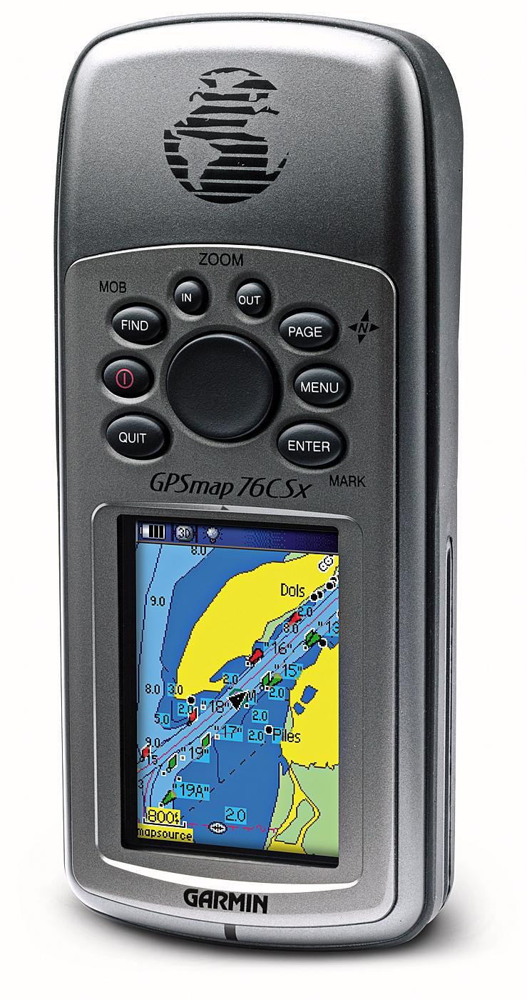 ZOOM
MOB
IN
OUT
FIND
PAGE
N
MENU
QUIT
ENTER
MARK
GPSmap 76CSx
3D
8.0
Dols
9.0
2.0
8.0
"13
"16"
"15"
2.0
8.0 3.0
2.0
"18"
M
2.0
2.0
5.0
"17"
2.0
Piles
9.0
15
"19"
3
"19A"
800ft
2.0
mapsource
GARMIN